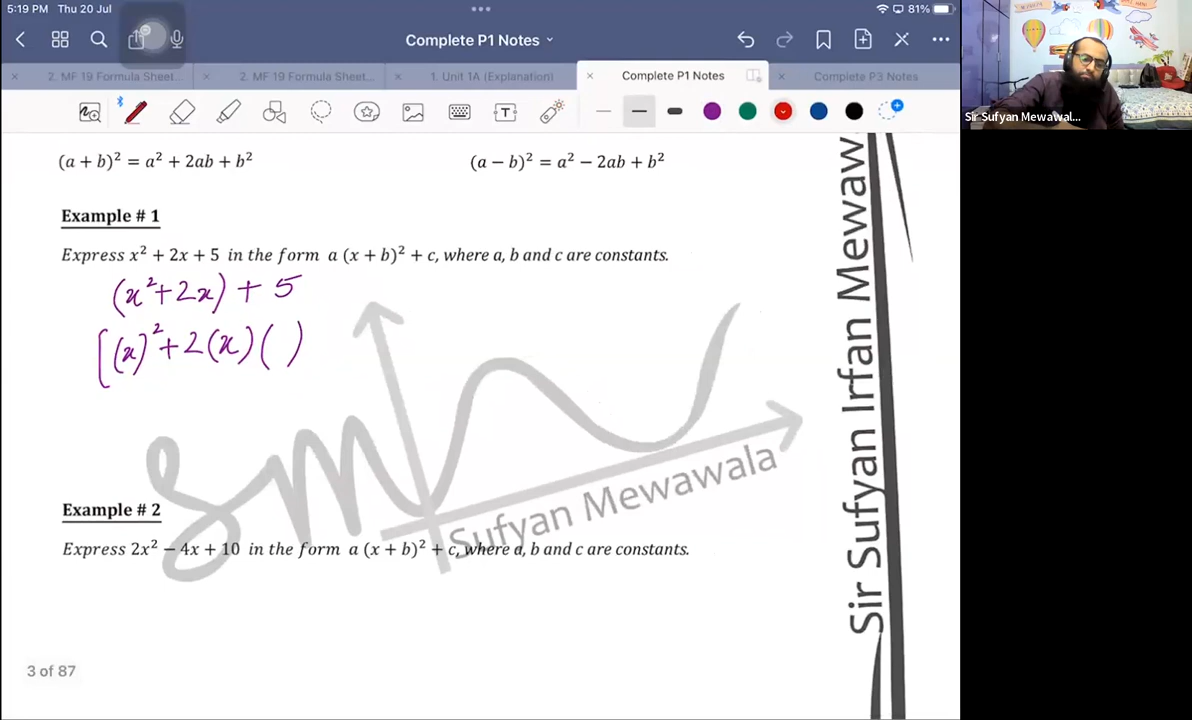 5:19 PM Thu 20 Jul
81%
Complete P1 Notes
2. MF 19 Formula Sheet...
2. MF 19 Formula Sheet...
1. Unit 1A (Explanation)
Complete P1 Notes
Complete P3 Notes
T
Sir Sufyan Mewawal...
(a + b)² = a² + 2ab + b²
(a − b)² = a² − 2ab + b²
Example # 1
Express x² + 2x + 5 in the form a (x + b)² + c, where a, b and c are constants.
(x²+2x) + 5
[(x)²+2(x)( )
sm
Sufyan Mewawala
Example # 2
Express 2x² − 4x + 10 in the form a (x + b)² + c, where a, b and c are constants.
Sir Sufyan Irfan Mewaw
3 of 87